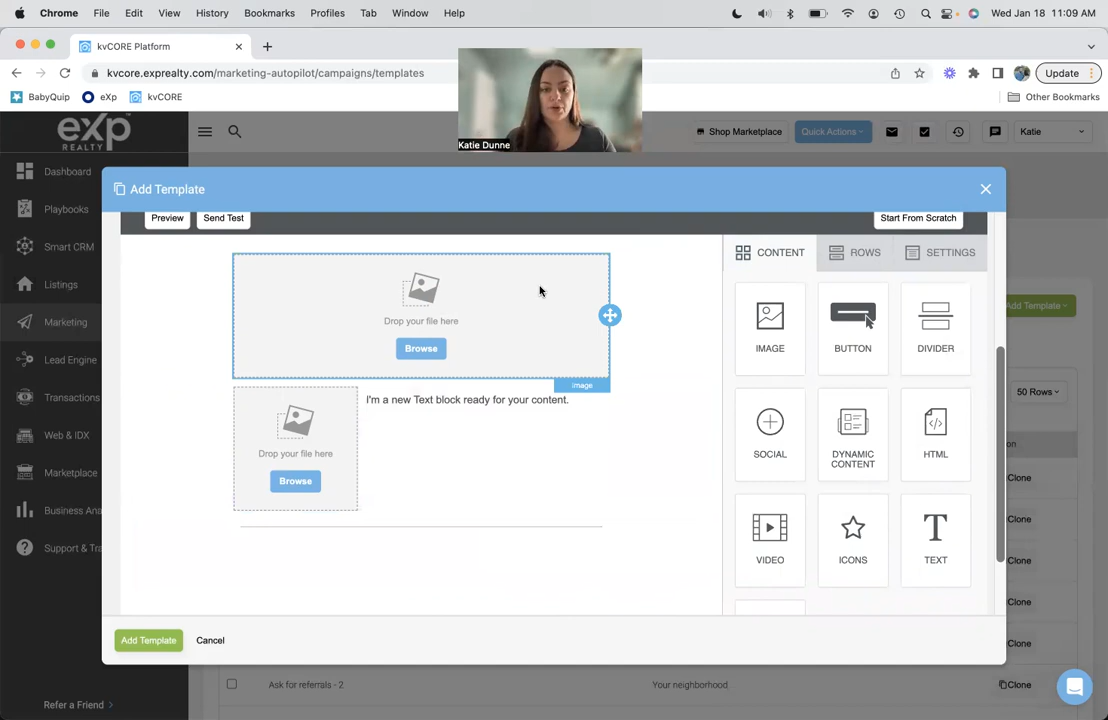 Chrome File Edit View History Bookmarks Profiles Tab Window Help Wed Jan 18 11:09 AM
kvCORE Platform
kvcore.exprealty.com/marketing-autopilot/campaigns/templates Update
BabyQuip eXp kvCORE Other Bookmarks
Katie Dunne
exp REALTY
Shop Marketplace Quick Actions Katie
Dashboard
Playbooks
Smart CRM
Listings
Marketing
Lead Engine
Transactions
Web & IDX
Marketplace
Business Ana
Support & Tra
Refer a Friend
Add Template
Preview Send Test Start From Scratch
CONTENT ROWS SETTINGS
Drop your file here
Browse
Image
Drop your file here
Browse
I'm a new Text block ready for your content.
IMAGE BUTTON DIVIDER
SOCIAL DYNAMIC CONTENT HTML
VIDEO ICONS TEXT
Add Template Cancel
Add Template
50 Rows
on
Clone
Clone
Clone
Clone
Clone
Ask for referrals - 2 Your neighborhood Clone